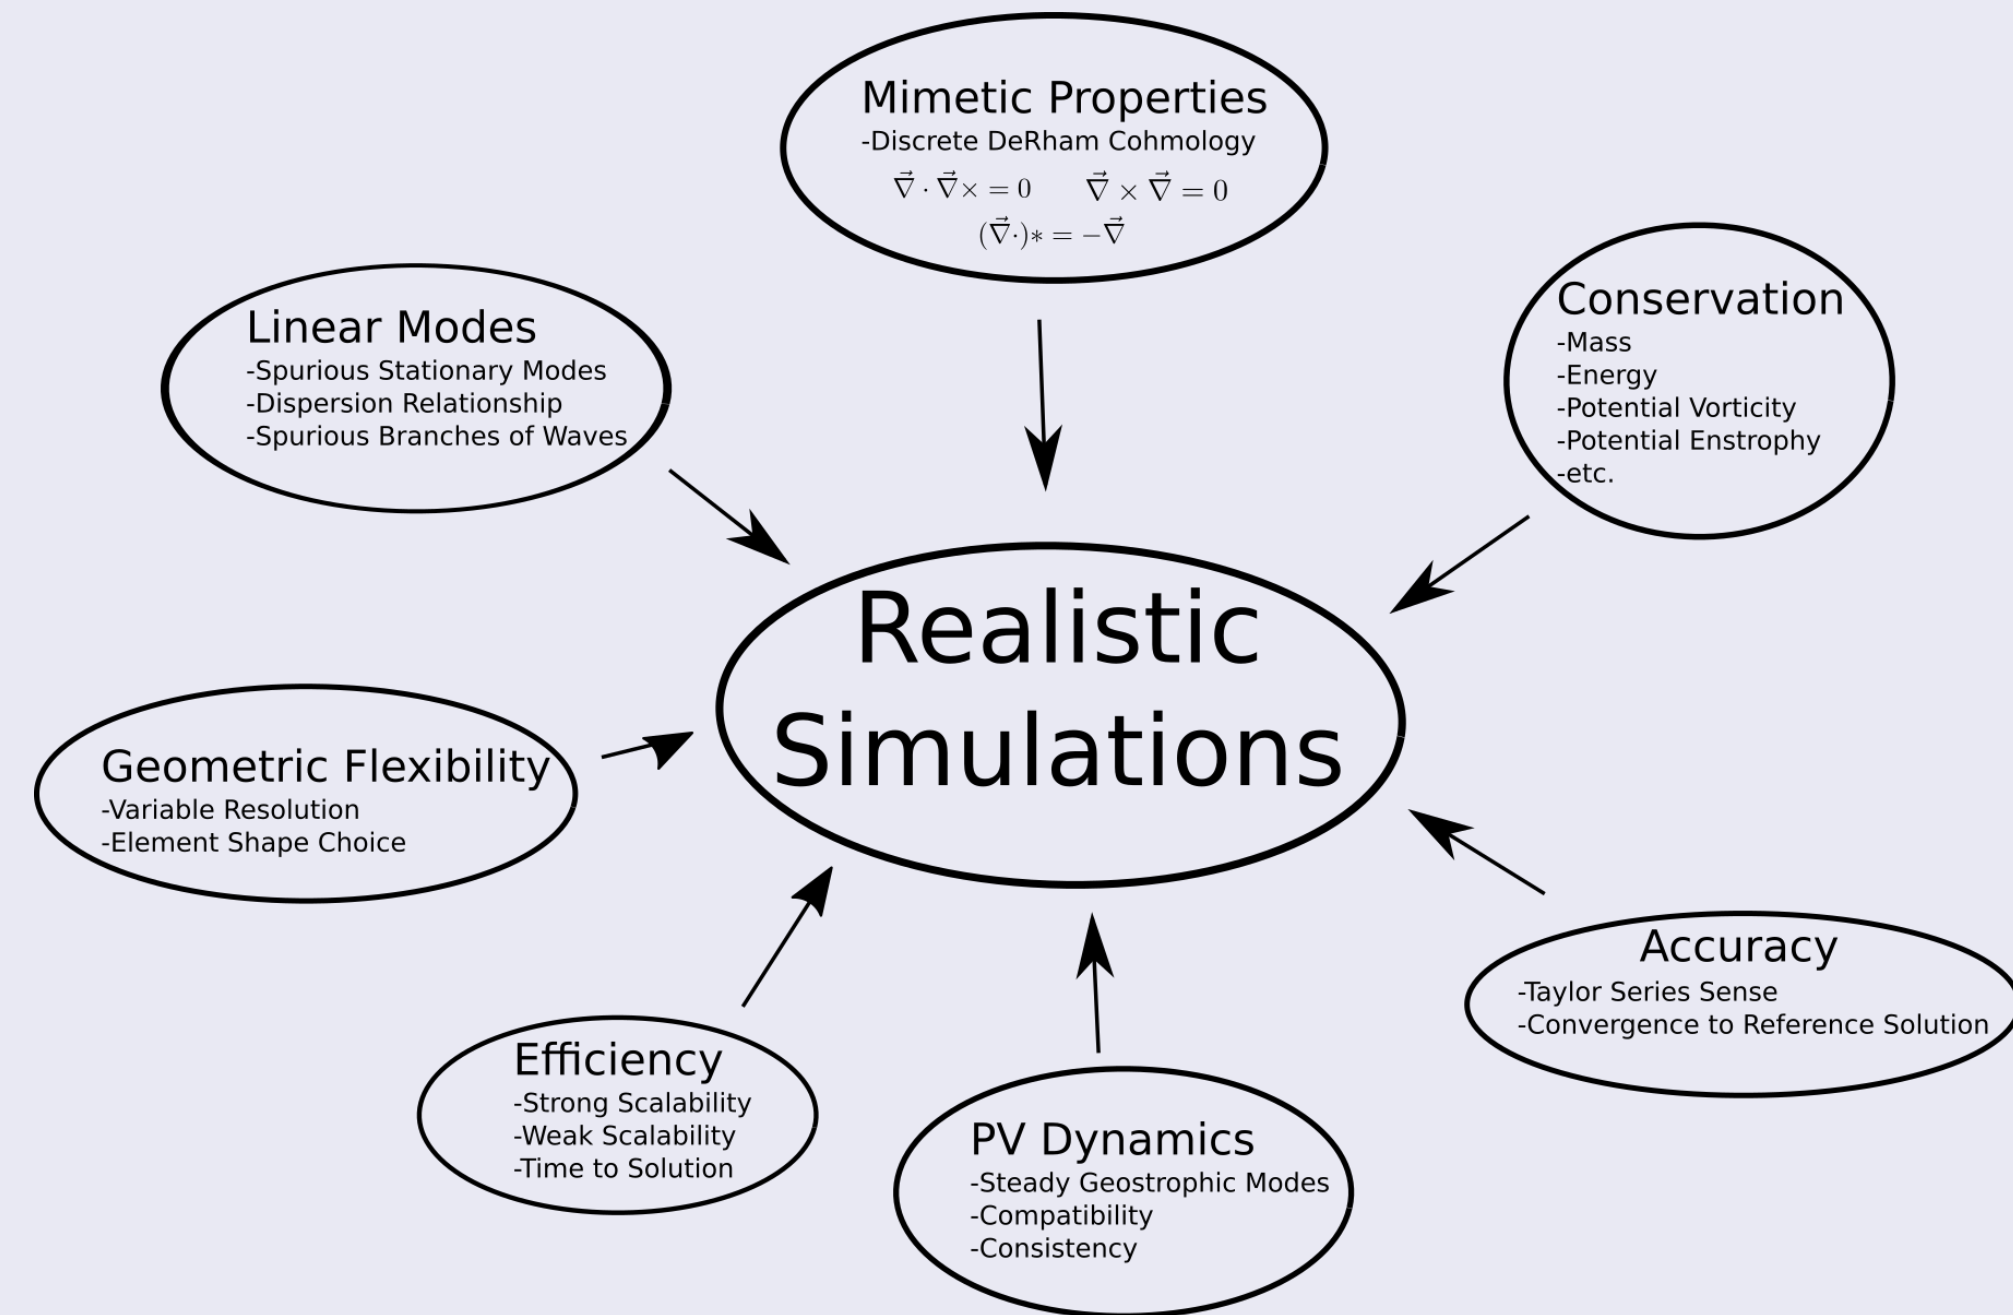 Mimetic Properties
-Discrete DeRham Cohmology
∇⃗ · ∇⃗× = 0 ∇⃗ × ∇⃗ = 0
(∇⃗·)∗ = −∇⃗
Linear Modes
-Spurious Stationary Modes
-Dispersion Relationship
-Spurious Branches of Waves
Conservation
-Mass
-Energy
-Potential Vorticity
-Potential Enstrophy
-etc.
Realistic
Simulations
Geometric Flexibility
-Variable Resolution
-Element Shape Choice
Accuracy
-Taylor Series Sense
-Convergence to Reference Solution
Efficiency
-Strong Scalability
-Weak Scalability
-Time to Solution
PV Dynamics
-Steady Geostrophic Modes
-Compatibility
-Consistency